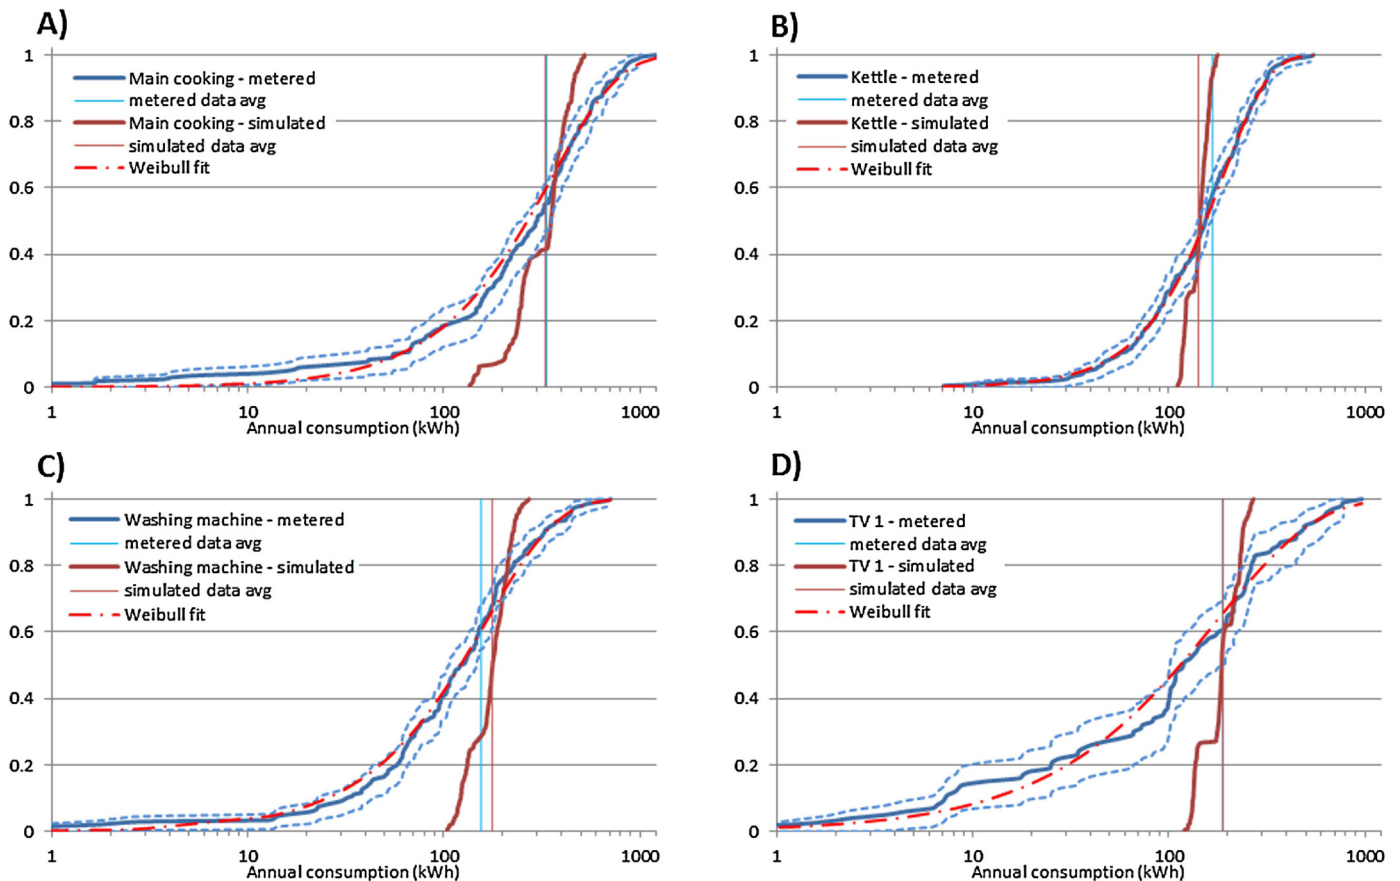 A)
1
0.8
0.6
0.4
0.2
0
Main cooking - metered
metered data avg
Main cooking - simulated
simulated data avg
Weibull fit
1 10 100 1000
Annual consumption (kWh)
B)
1
0.8
0.6
0.4
0.2
0
Kettle - metered
metered data avg
Kettle - simulated
simulated data avg
Weibull fit
1 10 100 1000
Annual consumption (kWh)
C)
1
0.8
0.6
0.4
0.2
0
Washing machine - metered
metered data avg
Washing machine - simulated
simulated data avg
Weibull fit
1 10 100 1000
Annual consumption (kWh)
D)
1
0.8
0.6
0.4
0.2
0
TV 1 - metered
metered data avg
TV 1 - simulated
simulated data avg
Weibull fit
1 10 100 1000
Annual consumption (kWh)